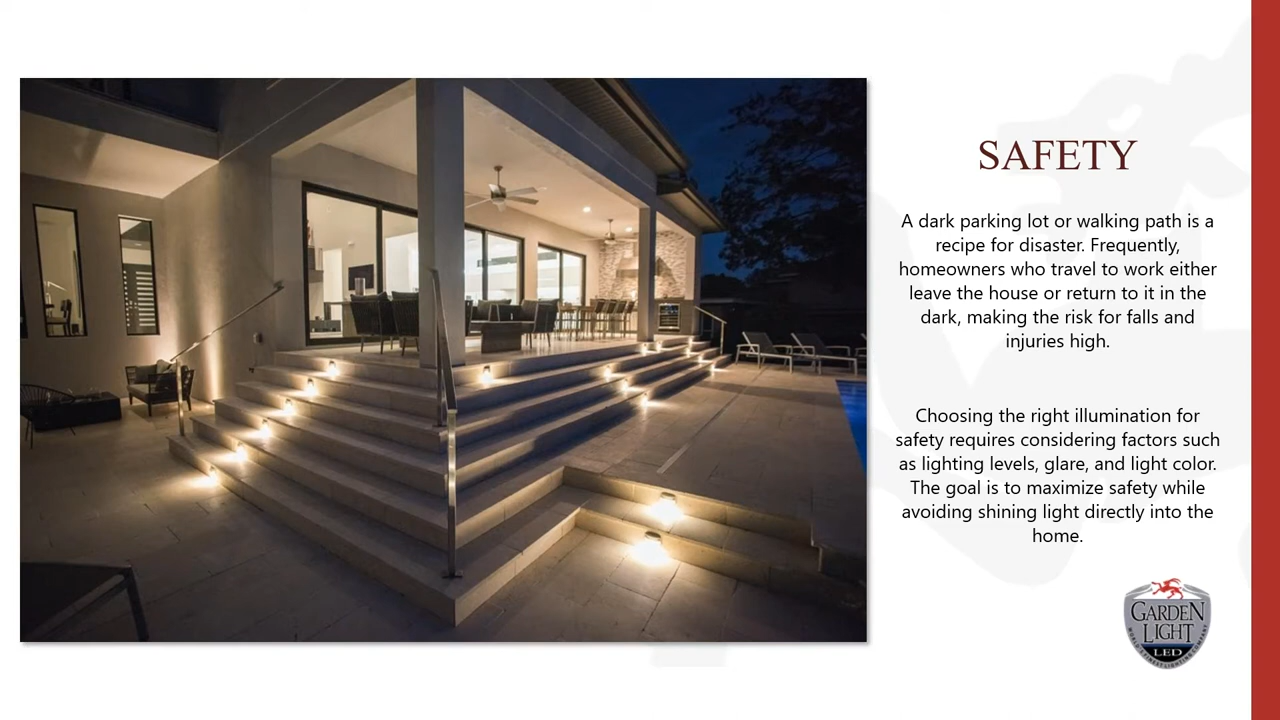 SAFETY
A dark parking lot or walking path is a
recipe for disaster. Frequently,
homeowners who travel to work either
leave the house or return to it in the
dark, making the risk for falls and
injuries high.
Choosing the right illumination for
safety requires considering factors such
as lighting levels, glare, and light color.
The goal is to maximize safety while
avoiding shining light directly into the
home.
GARDEN
LIGHT
LED